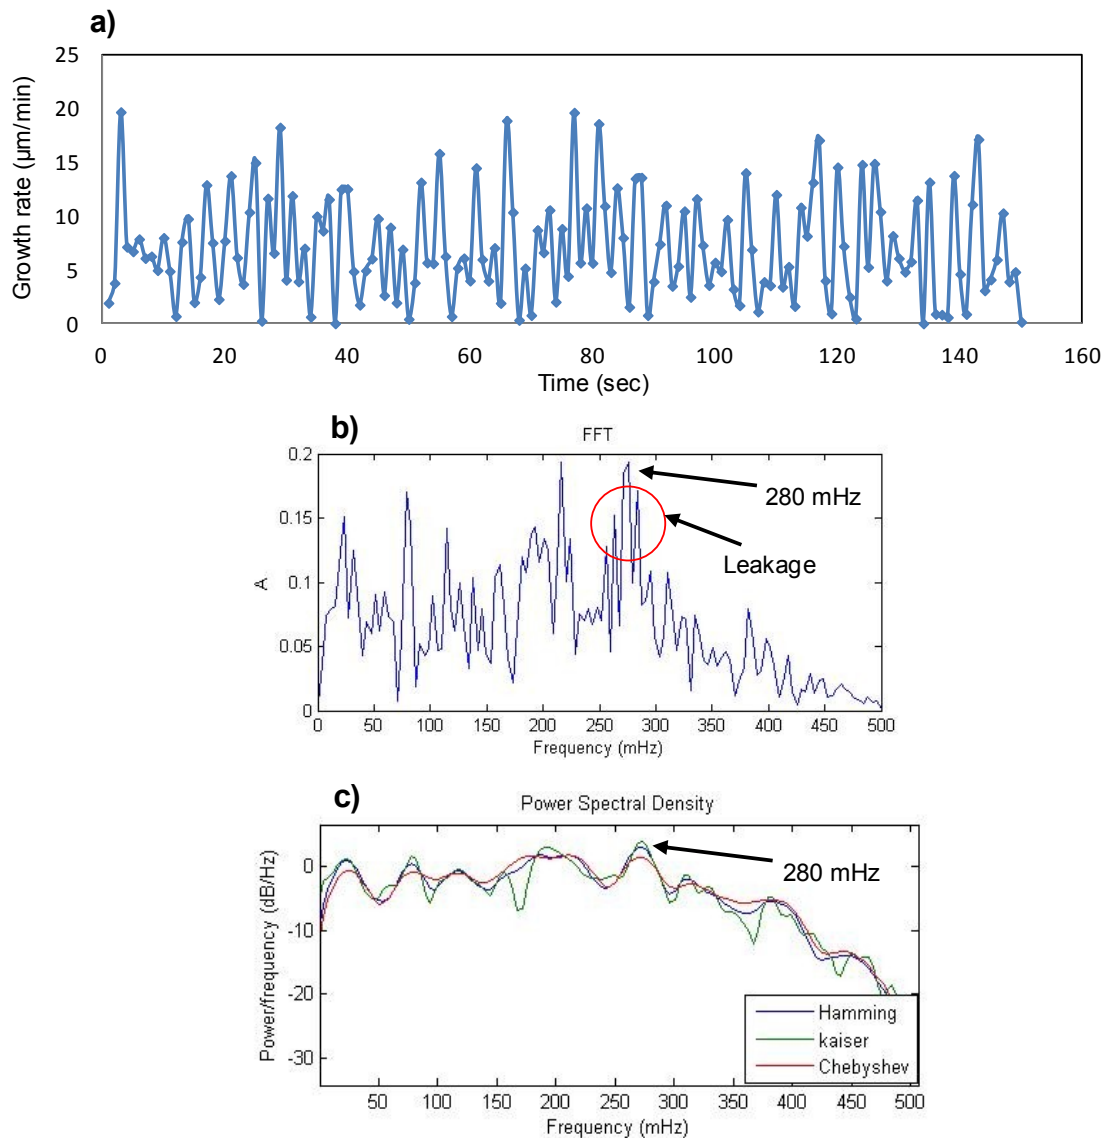 a)
25
20
15
10
5
0
Growth rate (µm/min)
0 20 40 60 80 100 120 140 160
Time (sec)
b)
FFT
0.2
0.15
0.1
0.05
0
A
280 mHz
Leakage
0 50 100 150 200 250 300 350 400 450 500
Frequency (mHz)
c)
Power Spectral Density
0
-10
-20
-30
Power/frequency (dB/Hz)
280 mHz
Hamming
kaiser
Chebyshev
50 100 150 200 250 300 350 400 450 500
Frequency (mHz)